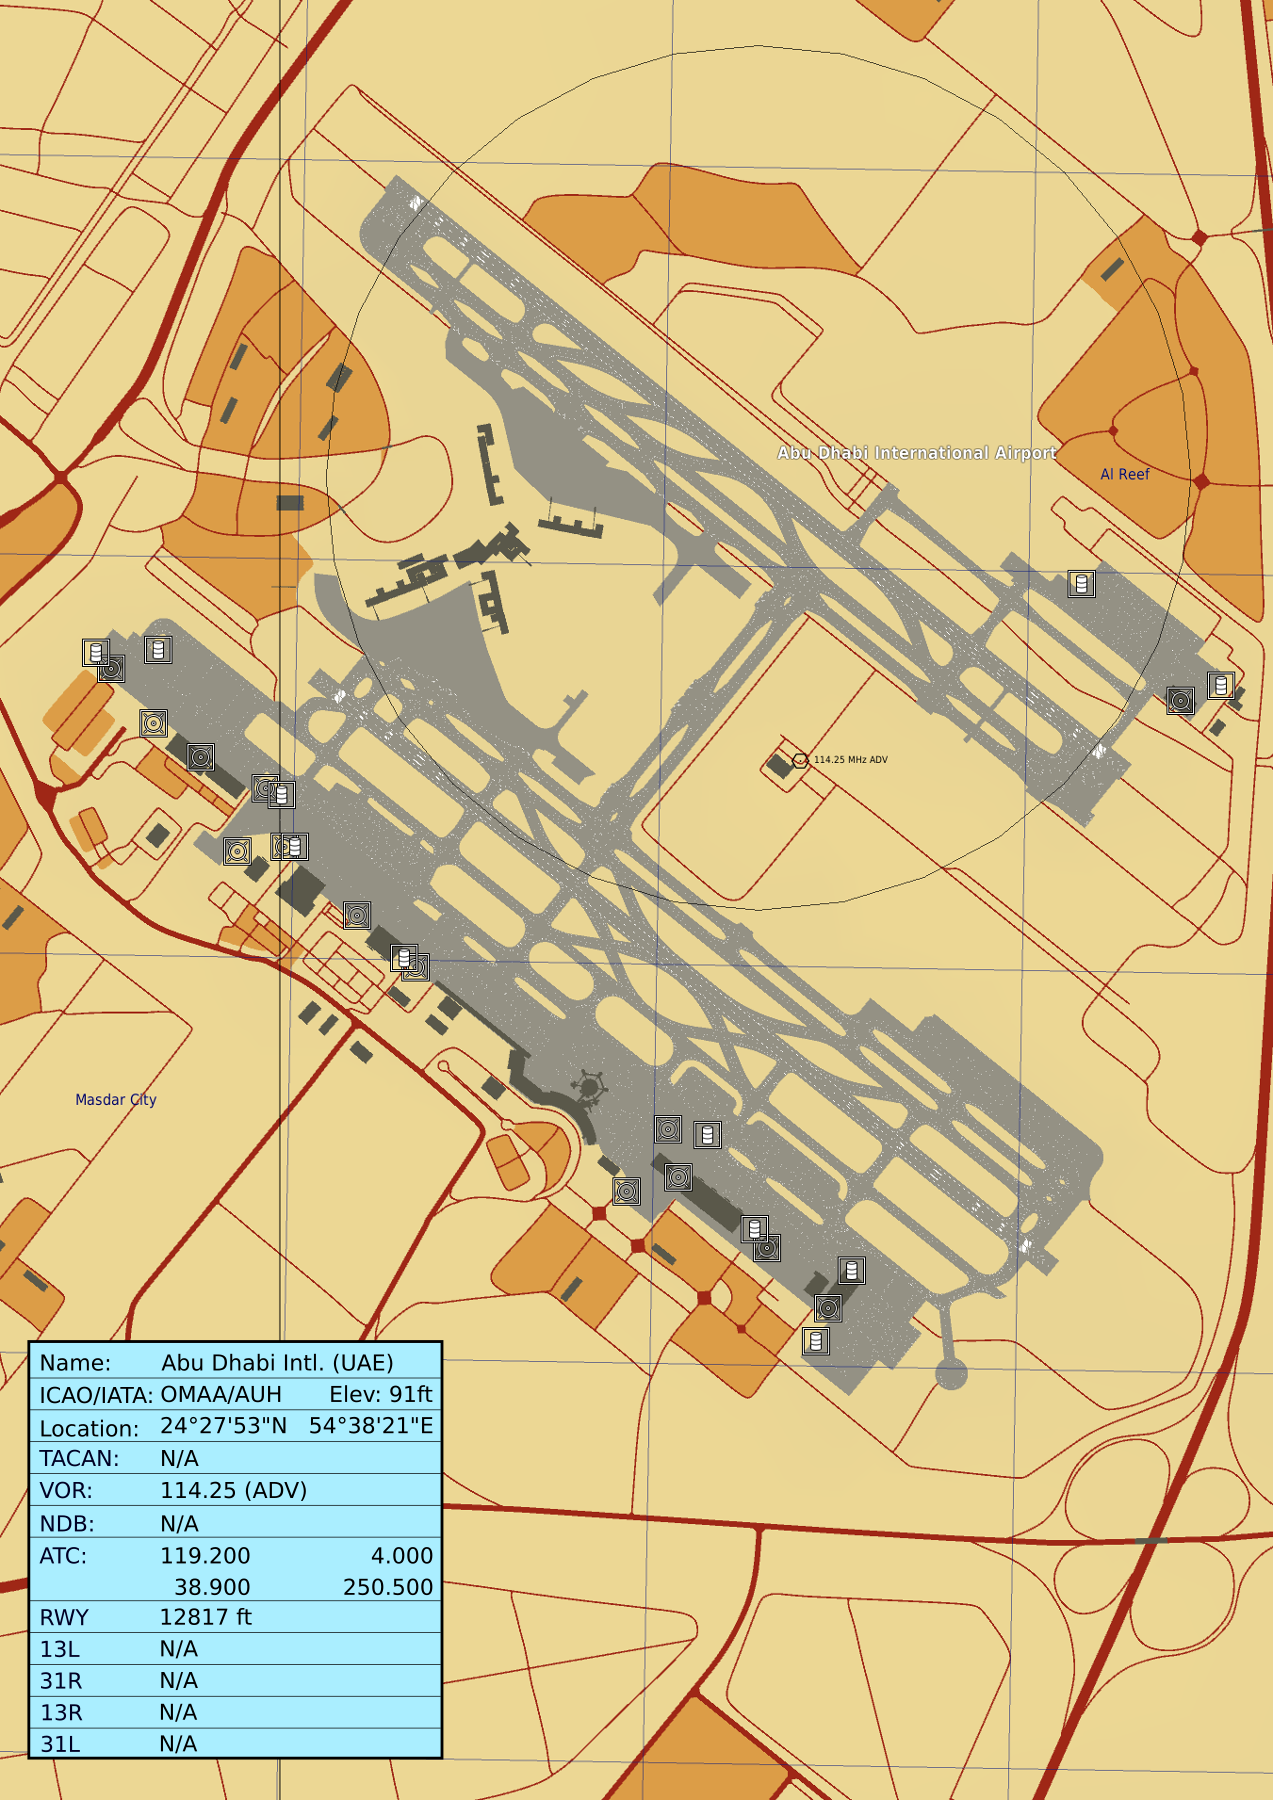 Abu Dhabi International Airport
Al Reef
114.25 MHz ADV
Masdar City
Name: Abu Dhabi Intl. (UAE)
ICAO/IATA: OMAA/AUH Elev: 91ft
Location: 24°27'53"N 54°38'21"E
TACAN: N/A
VOR: 114.25 (ADV)
NDB: N/A
ATC: 119.200 4.000
38.900 250.500
RWY 12817 ft
13L N/A
31R N/A
13R N/A
31L N/A